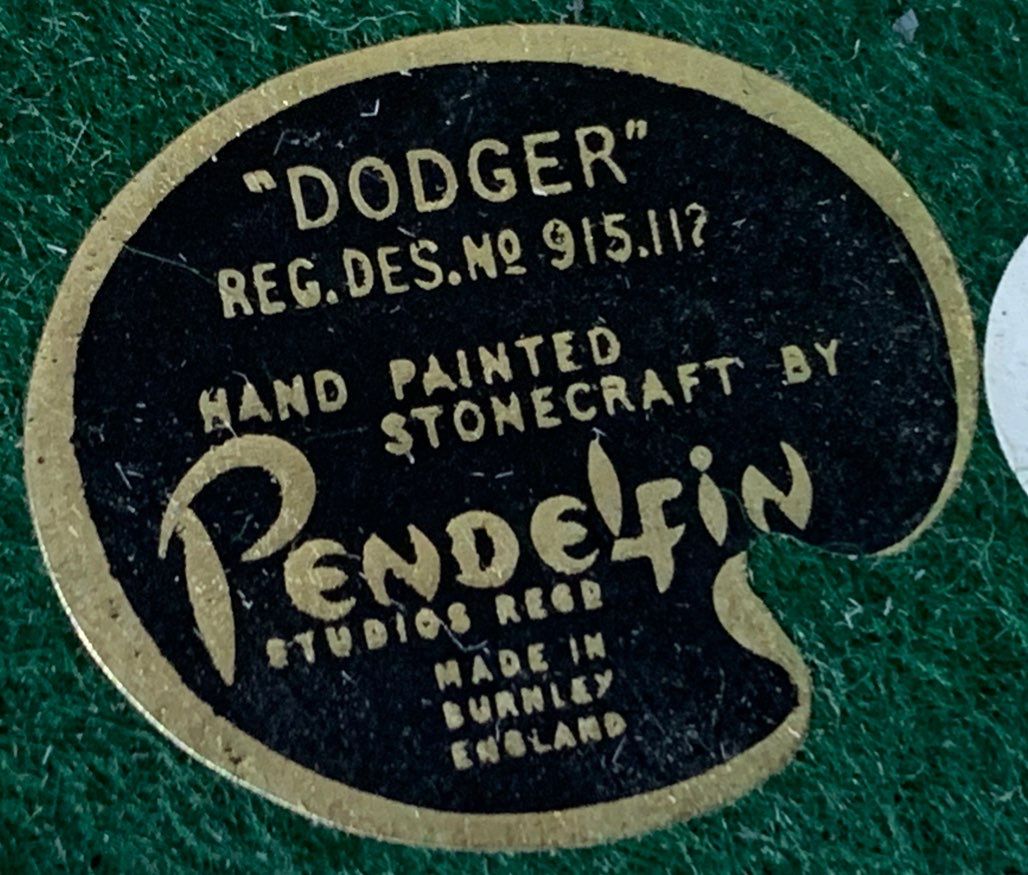 "DODGER"
REG.DES.Nº 915.117
HAND PAINTED
STONECRAFT BY
PENDELFIN
STUDIOS REGD
MADE IN
BURNLEY
ENGLAND